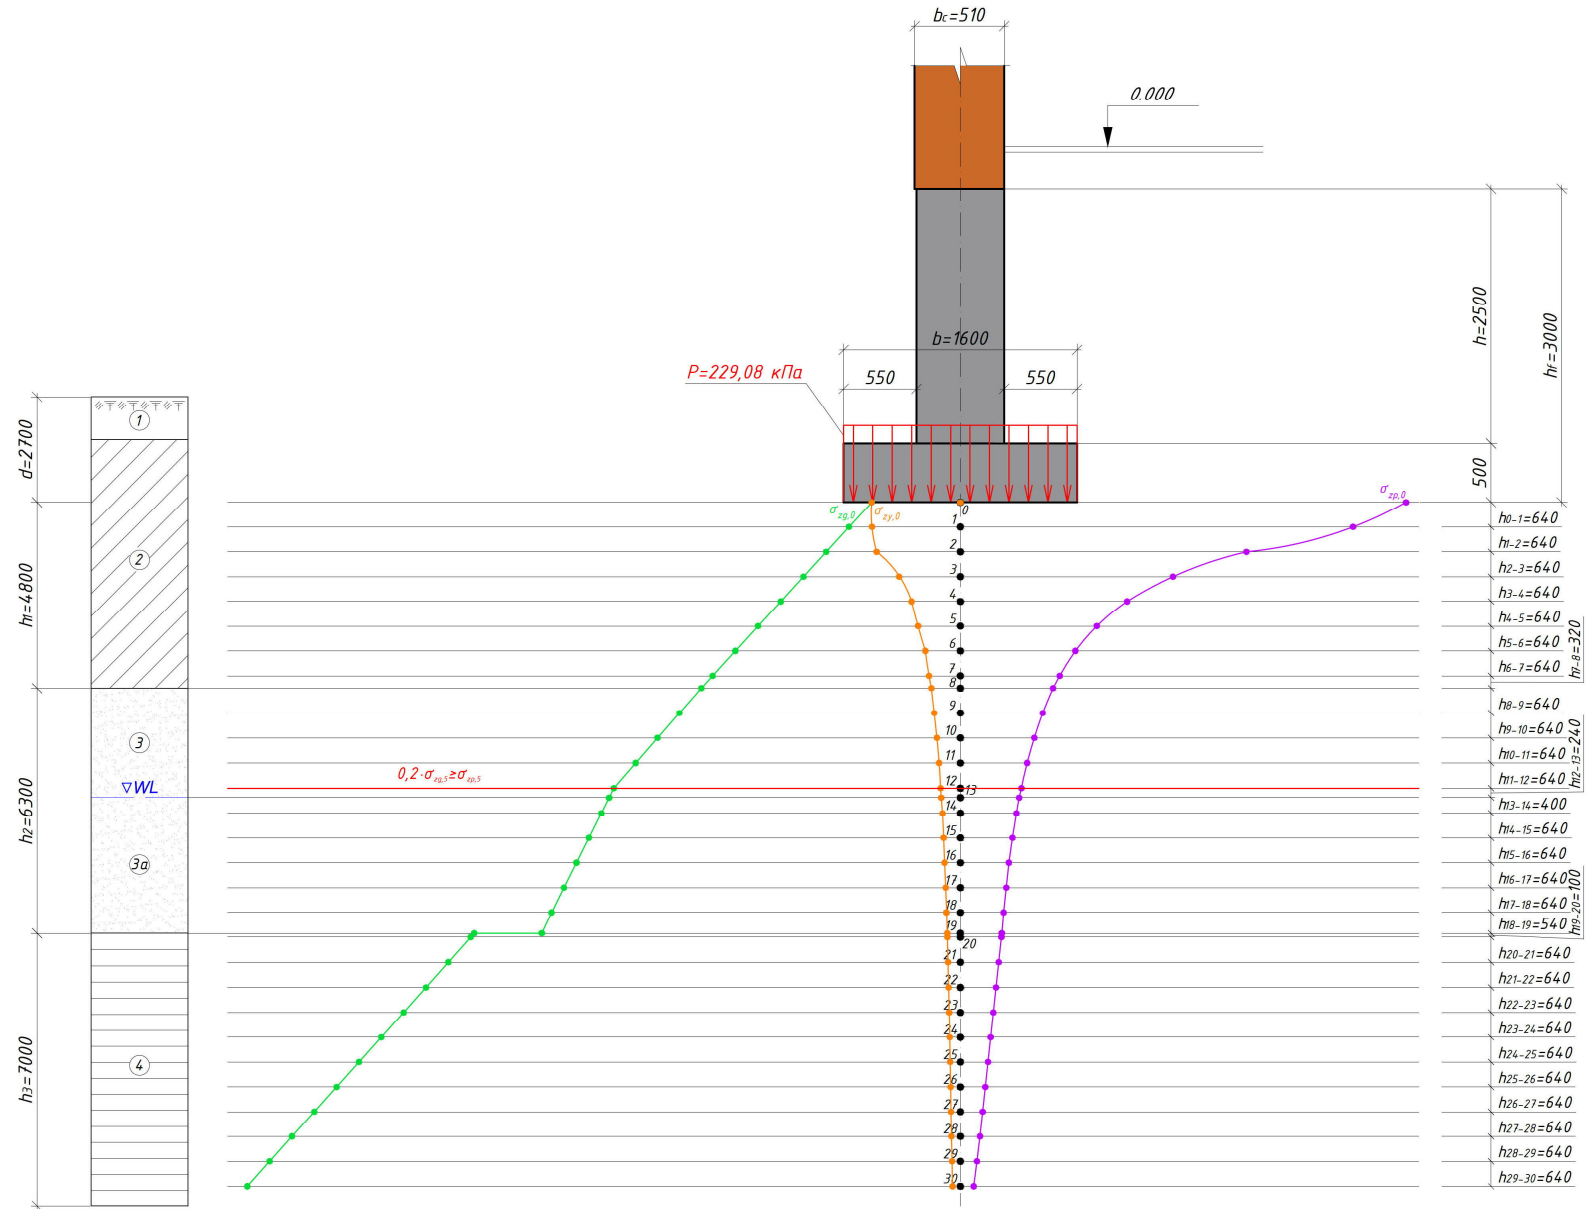 bc=510
0.000
b=1600
P=229,08 кПа
550
550
h=2500
hf=3000
500
d=2700
1
h1=4800
2
h2=6300
3
WL
3a
h3=7000
4
σzg,0
σzy,0
σzp,0
0,2·σzg,5≥σzp,5
0
1
2
3
4
5
6
7
8
9
10
11
12
13
14
15
16
17
18
19
20
21
22
23
24
25
26
27
28
29
30
h0-1=640
h1-2=640
h2-3=640
h3-4=640
h4-5=640
h5-6=640
h6-7=640
h7-8=320
h8-9=640
h9-10=640
h10-11=640
h11-12=640
h12-13=240
h13-14=400
h14-15=640
h15-16=640
h16-17=640
h17-18=640
h18-19=540
h19-20=100
h20-21=640
h21-22=640
h22-23=640
h23-24=640
h24-25=640
h25-26=640
h26-27=640
h27-28=640
h28-29=640
h29-30=640